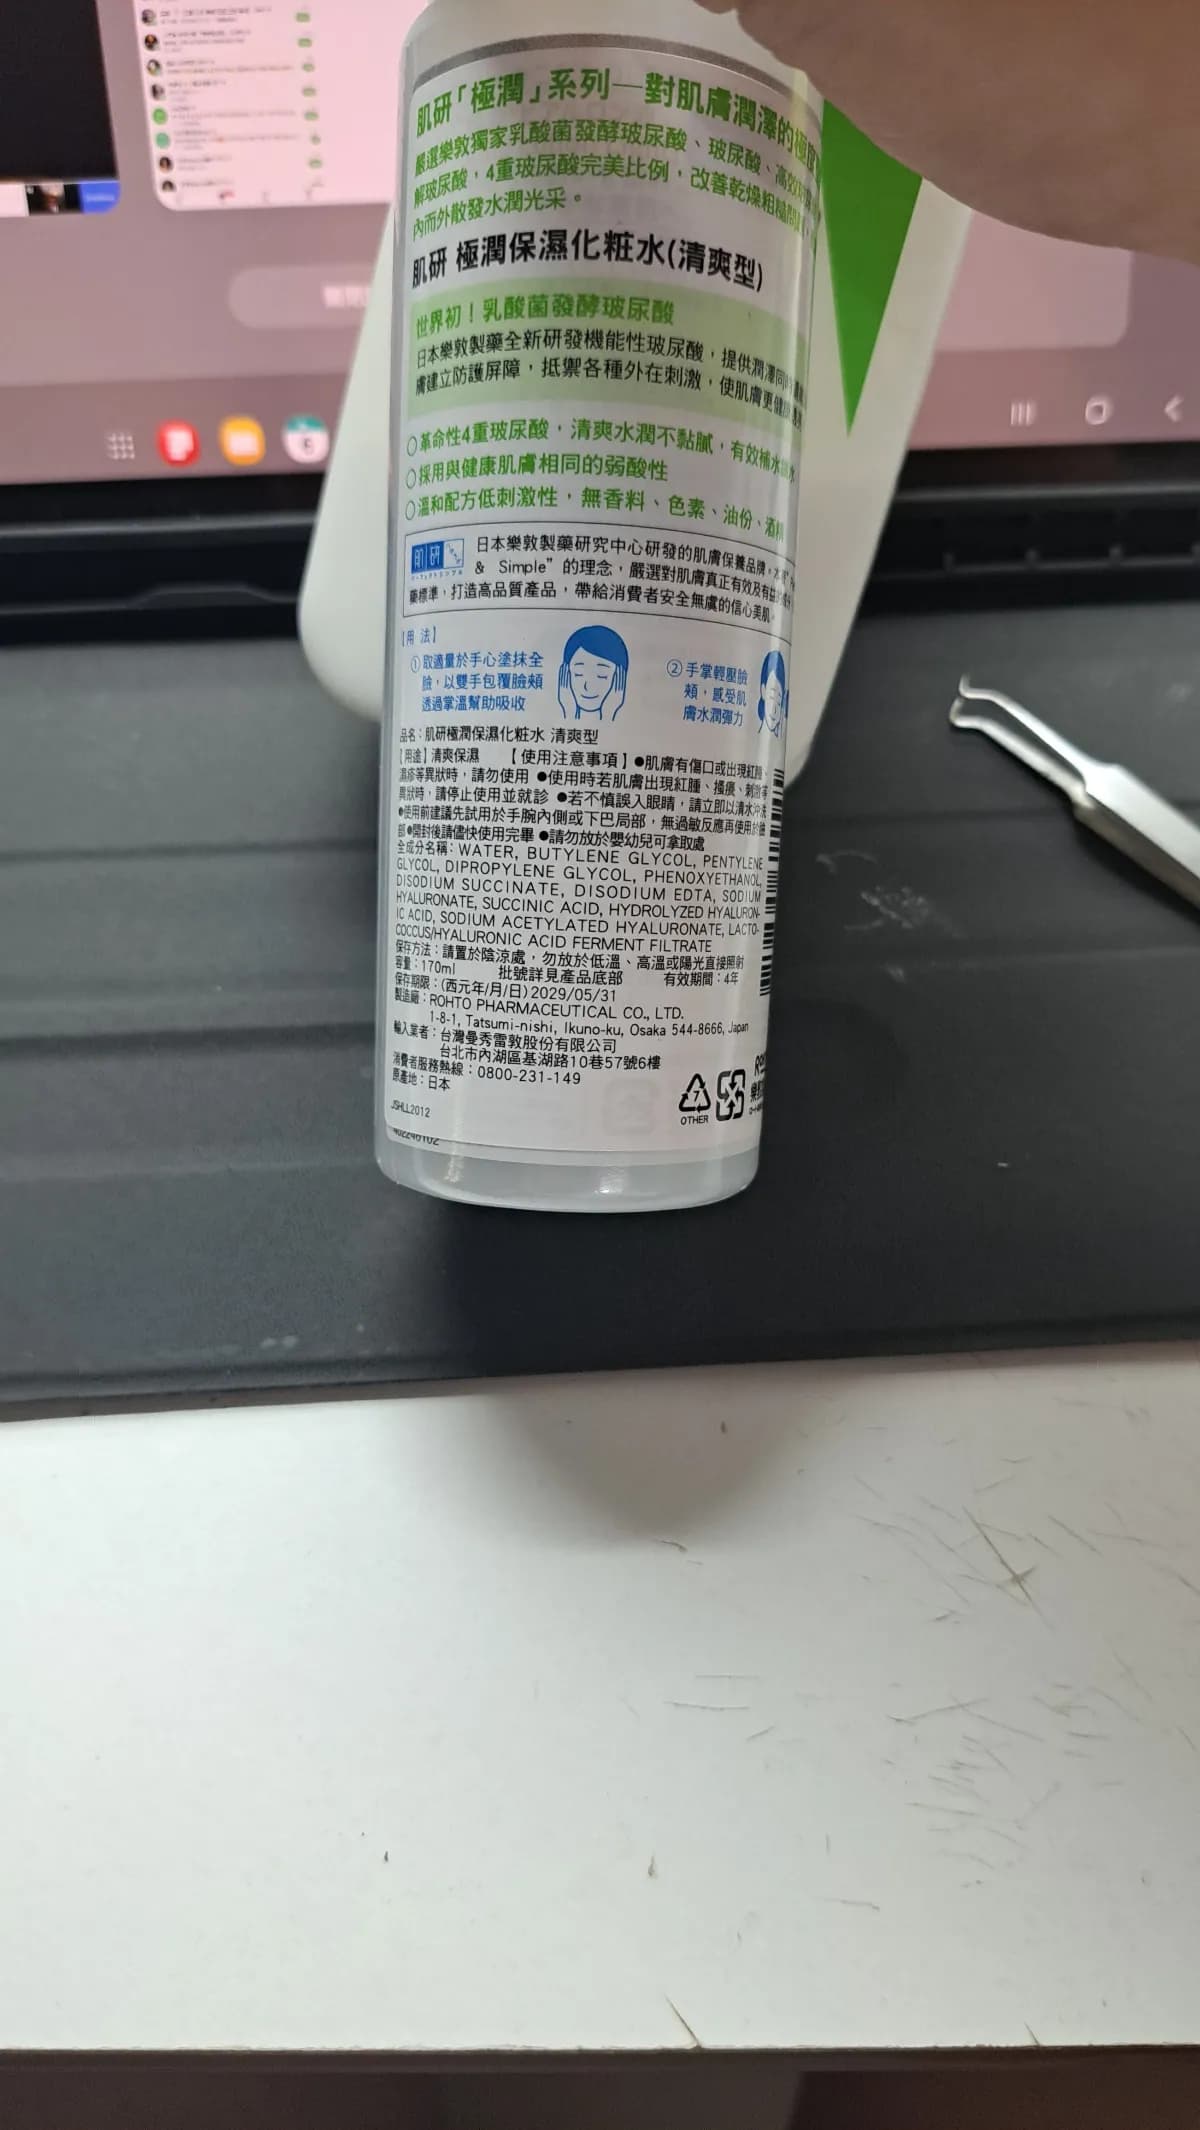 肌研「極潤」系列—對肌膚潤澤的極
嚴選樂敦獨家乳酸菌發酵玻尿酸、玻尿酸、高效
解玻尿酸，4重玻尿酸完美比例，改善乾燥粗糙
內而外散發水潤光采。
肌研 極潤保濕化粧水(清爽型)
世界初！乳酸菌發酵玻尿酸
日本樂敦製藥全新研發機能性玻尿酸，提供潤澤同
膚建立防護屏障，抵禦各種外在刺激，使肌膚更健
○革命性4重玻尿酸，清爽水潤不黏膩，有效補水
○採用與健康肌膚相同的弱酸性
○溫和配方低刺激性，無香料、色素、油份、酒
肌研
日本樂敦製藥研究中心研發的肌膚保養品牌，
& Simple”的理念，嚴選對肌膚真正有效及有益
藥標準，打造高品質產品，帶給消費者安全無虞的信心美肌。
【用 法】
①取適量於手心塗抹全
臉，以雙手包覆臉頰
透過掌溫幫助吸收
②手掌輕壓臉
頰，感受肌
膚水潤彈力
品名：肌研極潤保濕化粧水 清爽型
【用途】清爽保濕 【使用注意事項】●肌膚有傷口或出現紅腫、
濕疹等異狀時，請勿使用 ●使用時若肌膚出現紅腫、搔癢、刺激等
異狀時，請停止使用並就診 ●若不慎誤入眼睛，請立即以清水沖洗
●使用前建議先試用於手腕內側或下巴局部，無過敏反應再使用於臉
部●開封後請儘快使用完畢 ●請勿放於嬰幼兒可拿取處
全成分名稱：WATER, BUTYLENE GLYCOL, PENTYLENE
GLYCOL, DIPROPYLENE GLYCOL, PHENOXYETHANOL,
DISODIUM SUCCINATE, DISODIUM EDTA, SODIUM
HYALURONATE, SUCCINIC ACID, HYDROLYZED HYALURON-
IC ACID, SODIUM ACETYLATED HYALURONATE, LACTO-
COCCUS/HYALURONIC ACID FERMENT FILTRATE
保存方法：請置於陰涼處，勿放於低溫、高溫或陽光直接照射
容量：170ml 批號詳見產品底部 有效期間：4年
保存期限：(西元年/月/日) 2029/05/31
製造廠：ROHTO PHARMACEUTICAL CO., LTD.
1-8-1, Tatsumi-nishi, Ikuno-ku, Osaka 544-8666, Japan
輸入業者：台灣曼秀雷敦股份有限公司
台北市內湖區基湖路10巷57號6樓
消費者服務熱線：0800-231-149
原產地：日本
7
OTHER
JSHLL2012